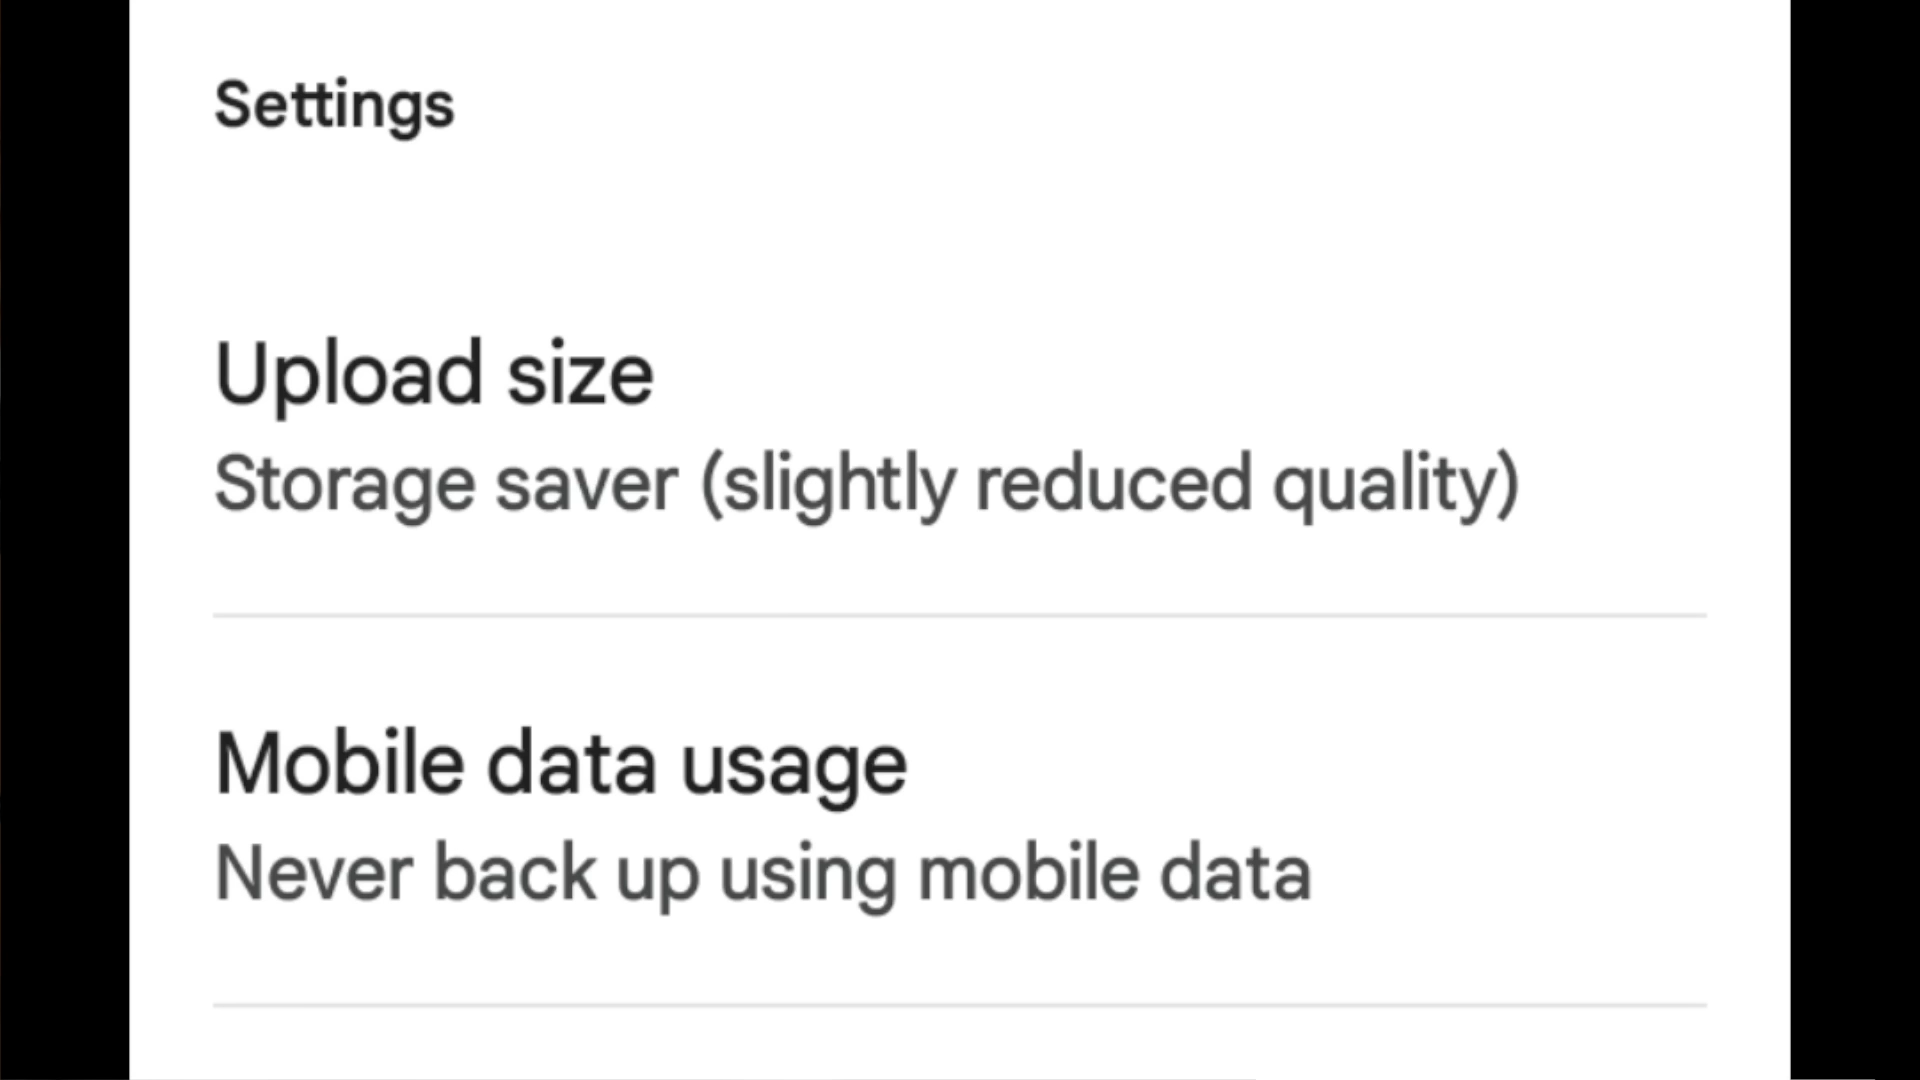 Settings
Upload size
Storage saver (slightly reduced quality)
Mobile data usage
Never back up using mobile data